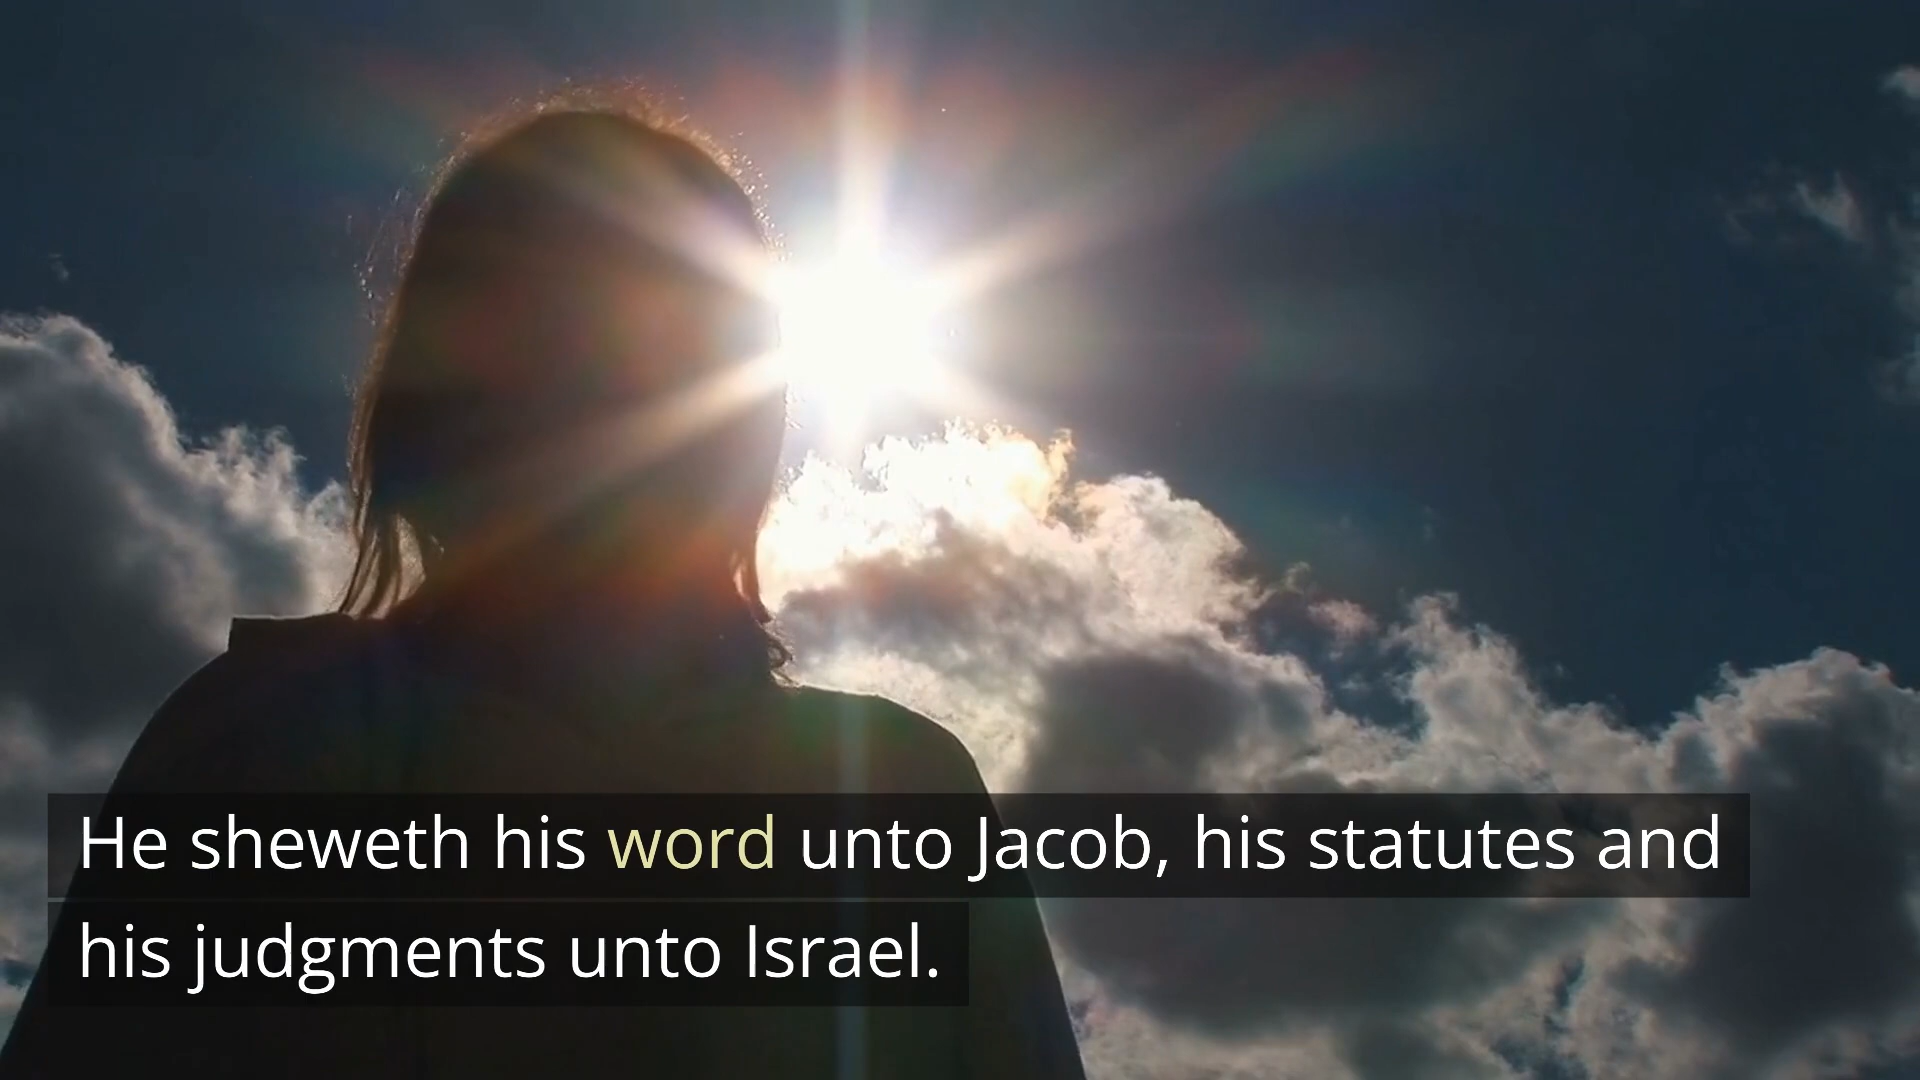 He sheweth his word unto Jacob, his statutes and
his judgments unto Israel.